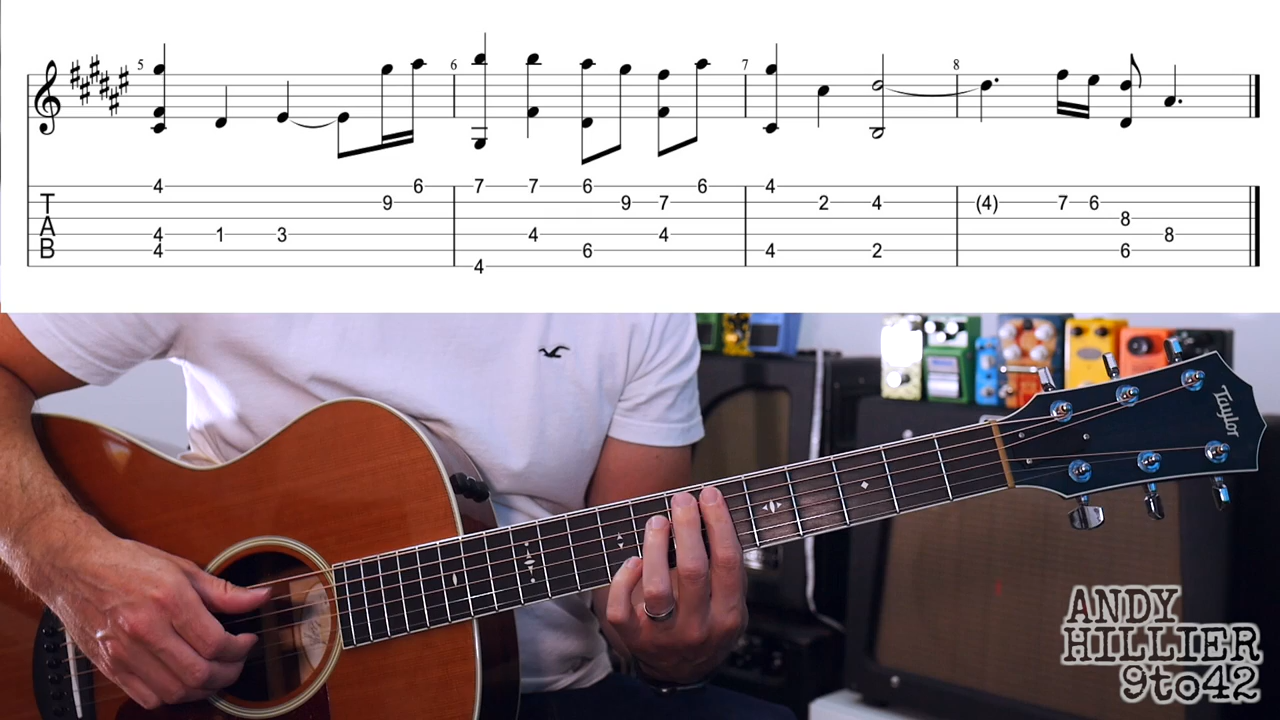 5 6 7 8
4 6 7 7 6 6 4
T 9 9 7 2 4 (4) 7 6
8
A 4 1 3 4 4 8
B 4 6 4 2 6
4
Taylor
ANDY
HILLIER
9to42